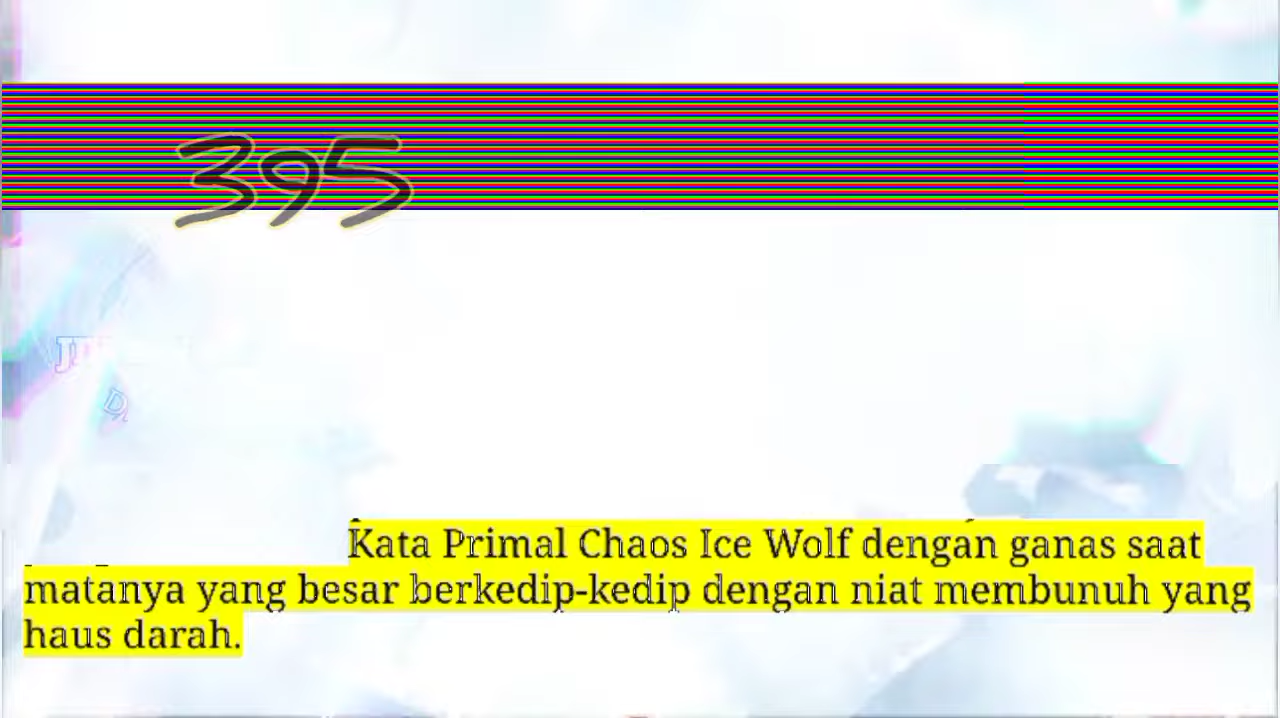 395
Kata Primal Chaos Ice Wolf dengan ganas saat
matanya yang besar berkedip-kedip dengan niat membunuh yang
haus darah.